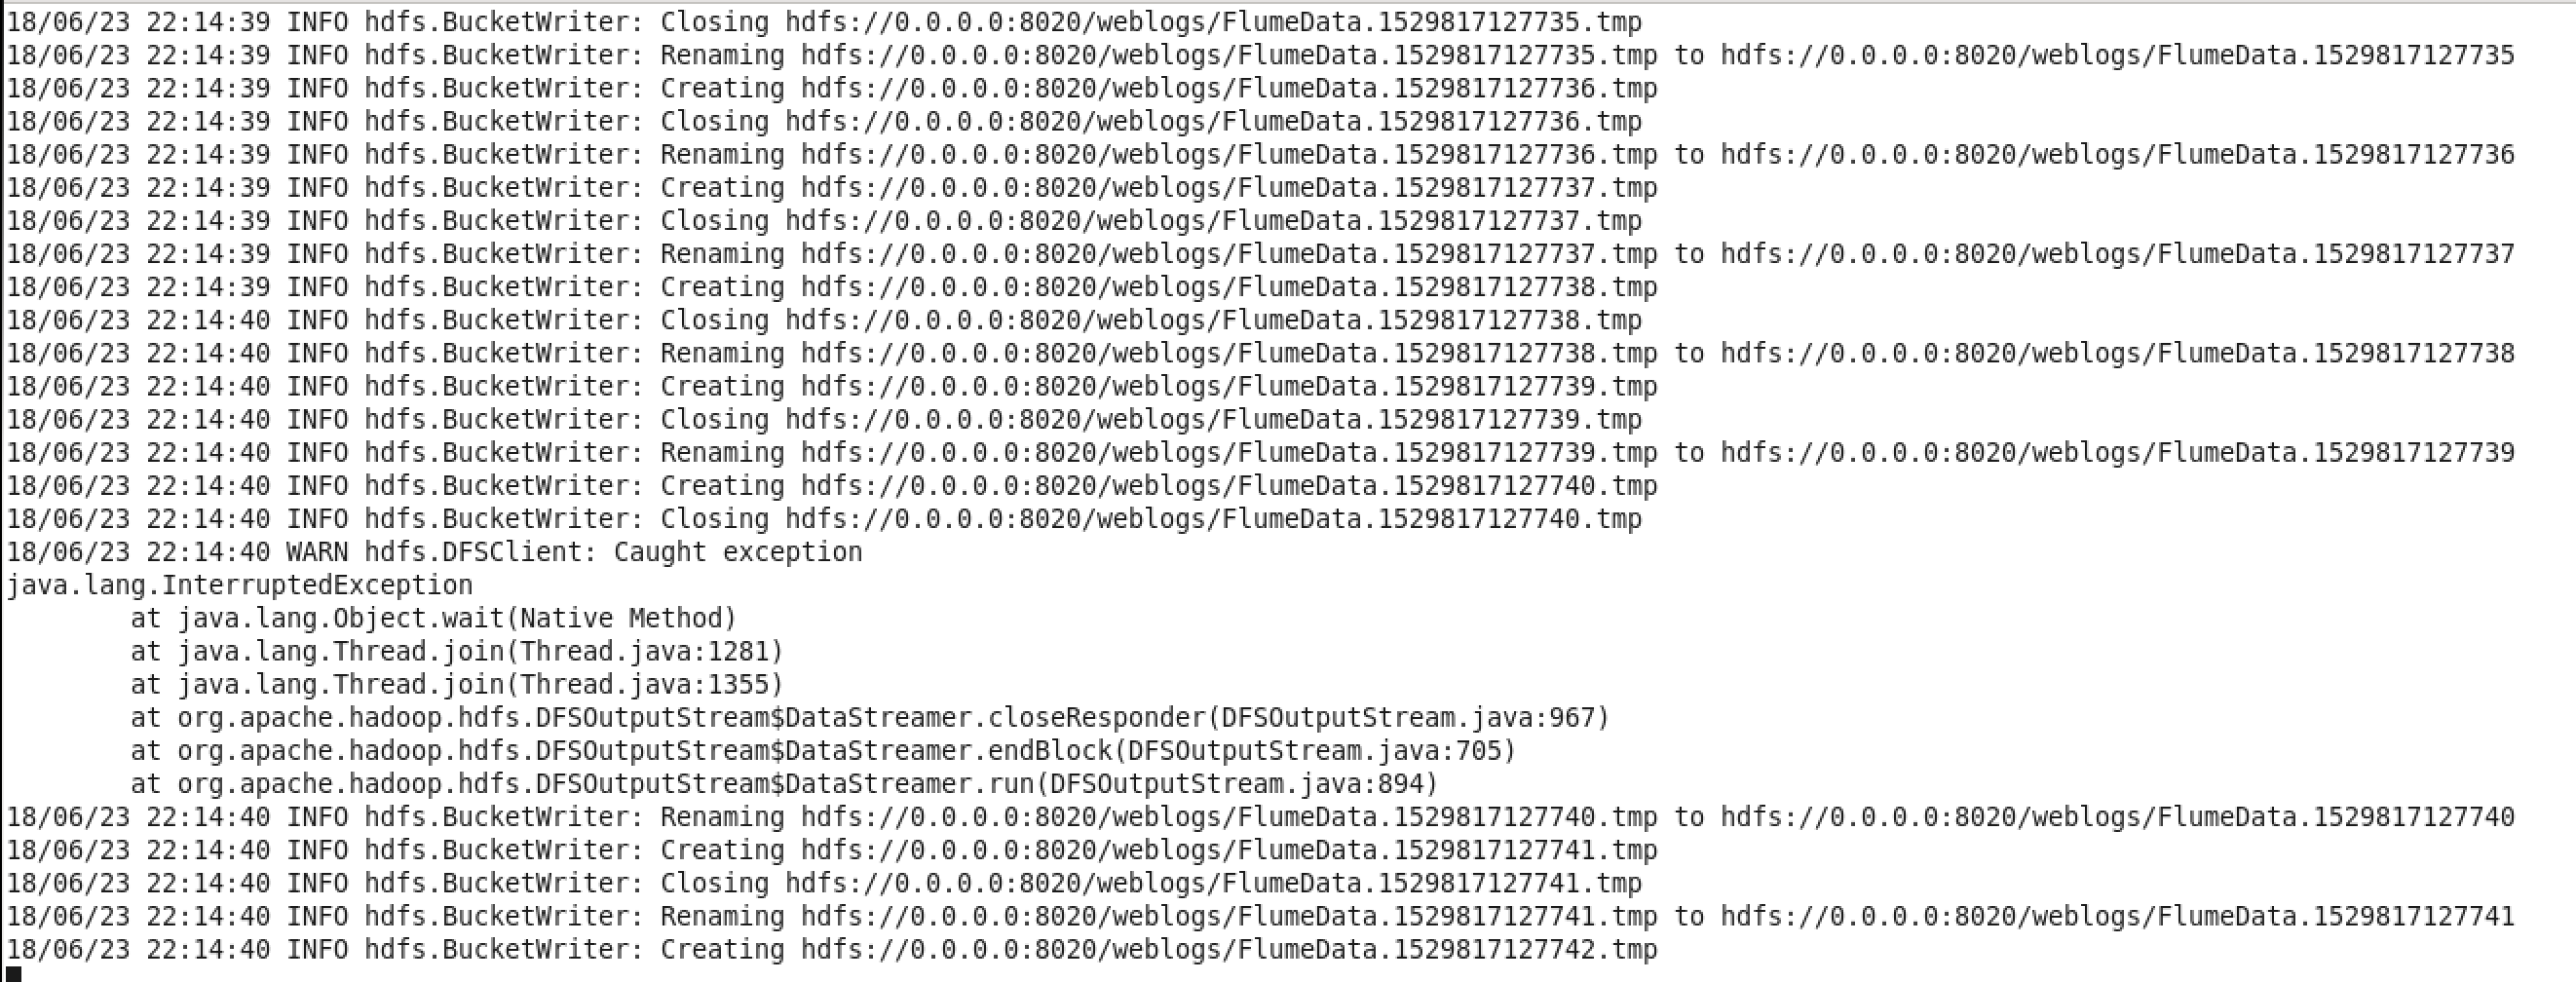 18/06/23 22:14:39 INFO hdfs.BucketWriter: Closing hdfs://0.0.0.0:8020/weblogs/FlumeData.1529817127735.tmp
18/06/23 22:14:39 INFO hdfs.BucketWriter: Renaming hdfs://0.0.0.0:8020/weblogs/FlumeData.1529817127735.tmp to hdfs://0.0.0.0:8020/weblogs/FlumeData.1529817127735
18/06/23 22:14:39 INFO hdfs.BucketWriter: Creating hdfs://0.0.0.0:8020/weblogs/FlumeData.1529817127736.tmp
18/06/23 22:14:39 INFO hdfs.BucketWriter: Closing hdfs://0.0.0.0:8020/weblogs/FlumeData.1529817127736.tmp
18/06/23 22:14:39 INFO hdfs.BucketWriter: Renaming hdfs://0.0.0.0:8020/weblogs/FlumeData.1529817127736.tmp to hdfs://0.0.0.0:8020/weblogs/FlumeData.1529817127736
18/06/23 22:14:39 INFO hdfs.BucketWriter: Creating hdfs://0.0.0.0:8020/weblogs/FlumeData.1529817127737.tmp
18/06/23 22:14:39 INFO hdfs.BucketWriter: Closing hdfs://0.0.0.0:8020/weblogs/FlumeData.1529817127737.tmp
18/06/23 22:14:39 INFO hdfs.BucketWriter: Renaming hdfs://0.0.0.0:8020/weblogs/FlumeData.1529817127737.tmp to hdfs://0.0.0.0:8020/weblogs/FlumeData.1529817127737
18/06/23 22:14:39 INFO hdfs.BucketWriter: Creating hdfs://0.0.0.0:8020/weblogs/FlumeData.1529817127738.tmp
18/06/23 22:14:40 INFO hdfs.BucketWriter: Closing hdfs://0.0.0.0:8020/weblogs/FlumeData.1529817127738.tmp
18/06/23 22:14:40 INFO hdfs.BucketWriter: Renaming hdfs://0.0.0.0:8020/weblogs/FlumeData.1529817127738.tmp to hdfs://0.0.0.0:8020/weblogs/FlumeData.1529817127738
18/06/23 22:14:40 INFO hdfs.BucketWriter: Creating hdfs://0.0.0.0:8020/weblogs/FlumeData.1529817127739.tmp
18/06/23 22:14:40 INFO hdfs.BucketWriter: Closing hdfs://0.0.0.0:8020/weblogs/FlumeData.1529817127739.tmp
18/06/23 22:14:40 INFO hdfs.BucketWriter: Renaming hdfs://0.0.0.0:8020/weblogs/FlumeData.1529817127739.tmp to hdfs://0.0.0.0:8020/weblogs/FlumeData.1529817127739
18/06/23 22:14:40 INFO hdfs.BucketWriter: Creating hdfs://0.0.0.0:8020/weblogs/FlumeData.1529817127740.tmp
18/06/23 22:14:40 INFO hdfs.BucketWriter: Closing hdfs://0.0.0.0:8020/weblogs/FlumeData.1529817127740.tmp
18/06/23 22:14:40 WARN hdfs.DFSClient: Caught exception
java.lang.InterruptedException
at java.lang.Object.wait(Native Method)
at java.lang.Thread.join(Thread.java:1281)
at java.lang.Thread.join(Thread.java:1355)
at org.apache.hadoop.hdfs.DFSOutputStream$DataStreamer.closeResponder(DFSOutputStream.java:967)
at org.apache.hadoop.hdfs.DFSOutputStream$DataStreamer.endBlock(DFSOutputStream.java:705)
at org.apache.hadoop.hdfs.DFSOutputStream$DataStreamer.run(DFSOutputStream.java:894)
18/06/23 22:14:40 INFO hdfs.BucketWriter: Renaming hdfs://0.0.0.0:8020/weblogs/FlumeData.1529817127740.tmp to hdfs://0.0.0.0:8020/weblogs/FlumeData.1529817127740
18/06/23 22:14:40 INFO hdfs.BucketWriter: Creating hdfs://0.0.0.0:8020/weblogs/FlumeData.1529817127741.tmp
18/06/23 22:14:40 INFO hdfs.BucketWriter: Closing hdfs://0.0.0.0:8020/weblogs/FlumeData.1529817127741.tmp
18/06/23 22:14:40 INFO hdfs.BucketWriter: Renaming hdfs://0.0.0.0:8020/weblogs/FlumeData.1529817127741.tmp to hdfs://0.0.0.0:8020/weblogs/FlumeData.1529817127741
18/06/23 22:14:40 INFO hdfs.BucketWriter: Creating hdfs://0.0.0.0:8020/weblogs/FlumeData.1529817127742.tmp